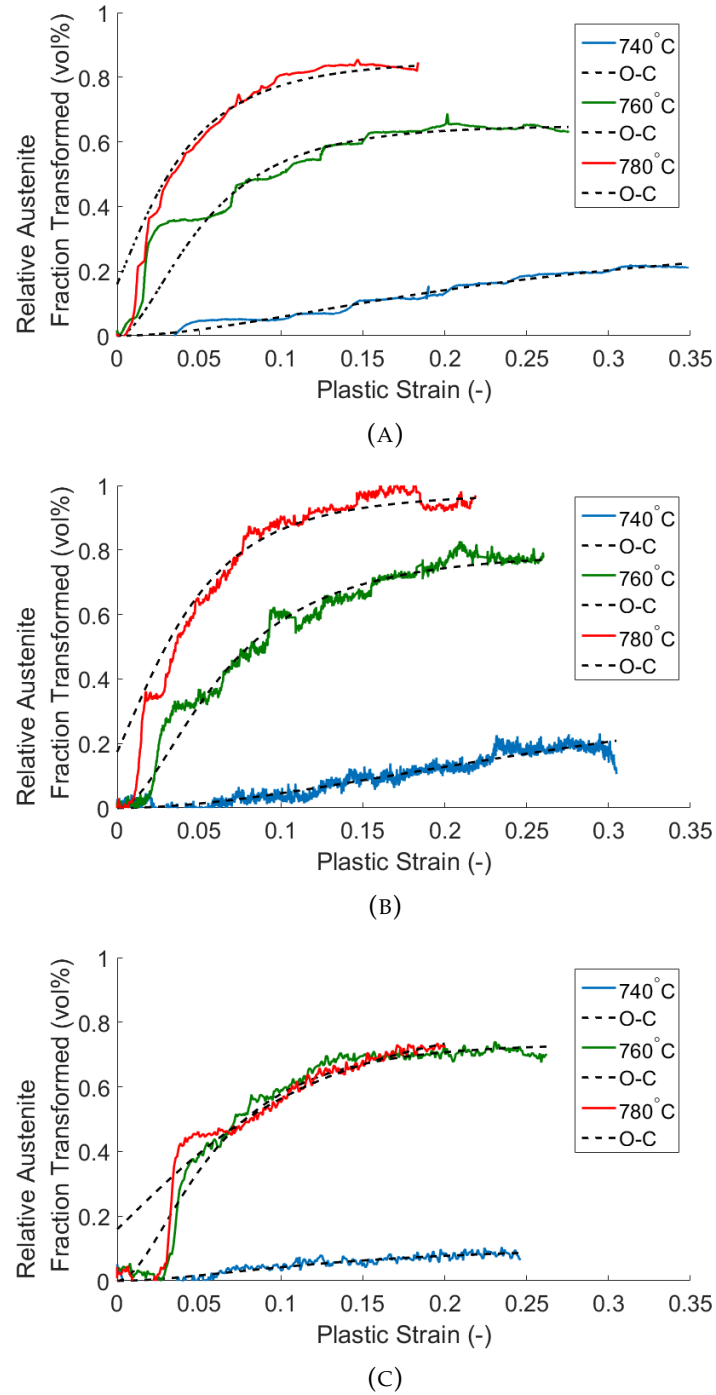 1
0.8
0.6
0.4
0.2
0
Relative Austenite
Fraction Transformed (vol%)
0 0.05 0.1 0.15 0.2 0.25 0.3 0.35
Plastic Strain (-)
740°C
O-C
760°C
O-C
780°C
O-C
(A)
1
0.8
0.6
0.4
0.2
0
Relative Austenite
Fraction Transformed (vol%)
0 0.05 0.1 0.15 0.2 0.25 0.3 0.35
Plastic Strain (-)
740°C
O-C
760°C
O-C
780°C
O-C
(B)
1
0.8
0.6
0.4
0.2
0
Relative Austenite
Fraction Transformed (vol%)
0 0.05 0.1 0.15 0.2 0.25 0.3 0.35
Plastic Strain (-)
740°C
O-C
760°C
O-C
780°C
O-C
(C)